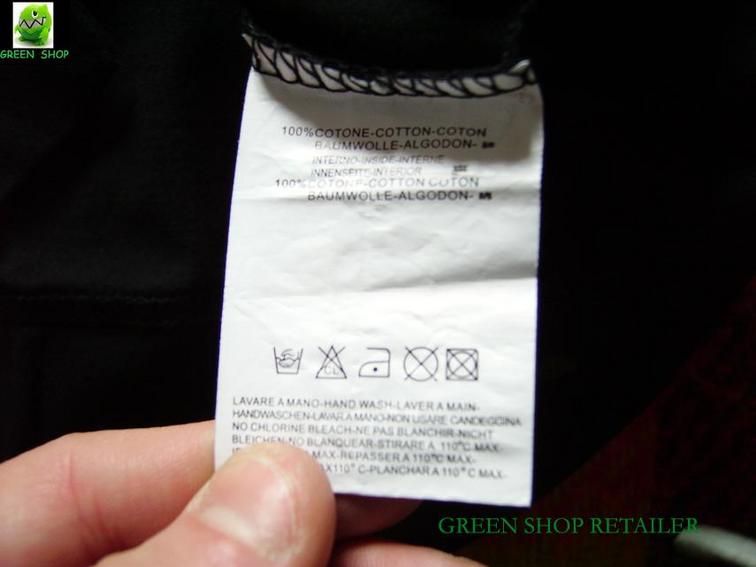 GREEN SHOP
100%COTONE-COTTON-COTON
BAUMWOLLE-ALGODON-
INTERNO-INSIDE-INTERNE
INNENSEITE-INTERIOR
100%COTONE-COTTON COTON
BAUMWOLLE-ALGODON-
CL
LAVARE A MANO-HAND WASH-LAVER A MAIN-
HANDWASCHEN-LAVAR A MANO-NON USARE CANDEGGINA
NO CHLORINE BLEACH-NE PAS BLANCHIR-NICHT
BLEICHEN-NO BLANQUEAR-STIRARE A 110°C MAX-
MAX-REPASSER A 110°C MAX-
MAX110° C-PLANCHAR A 110°C MAX-
GREEN SHOP RETAILER